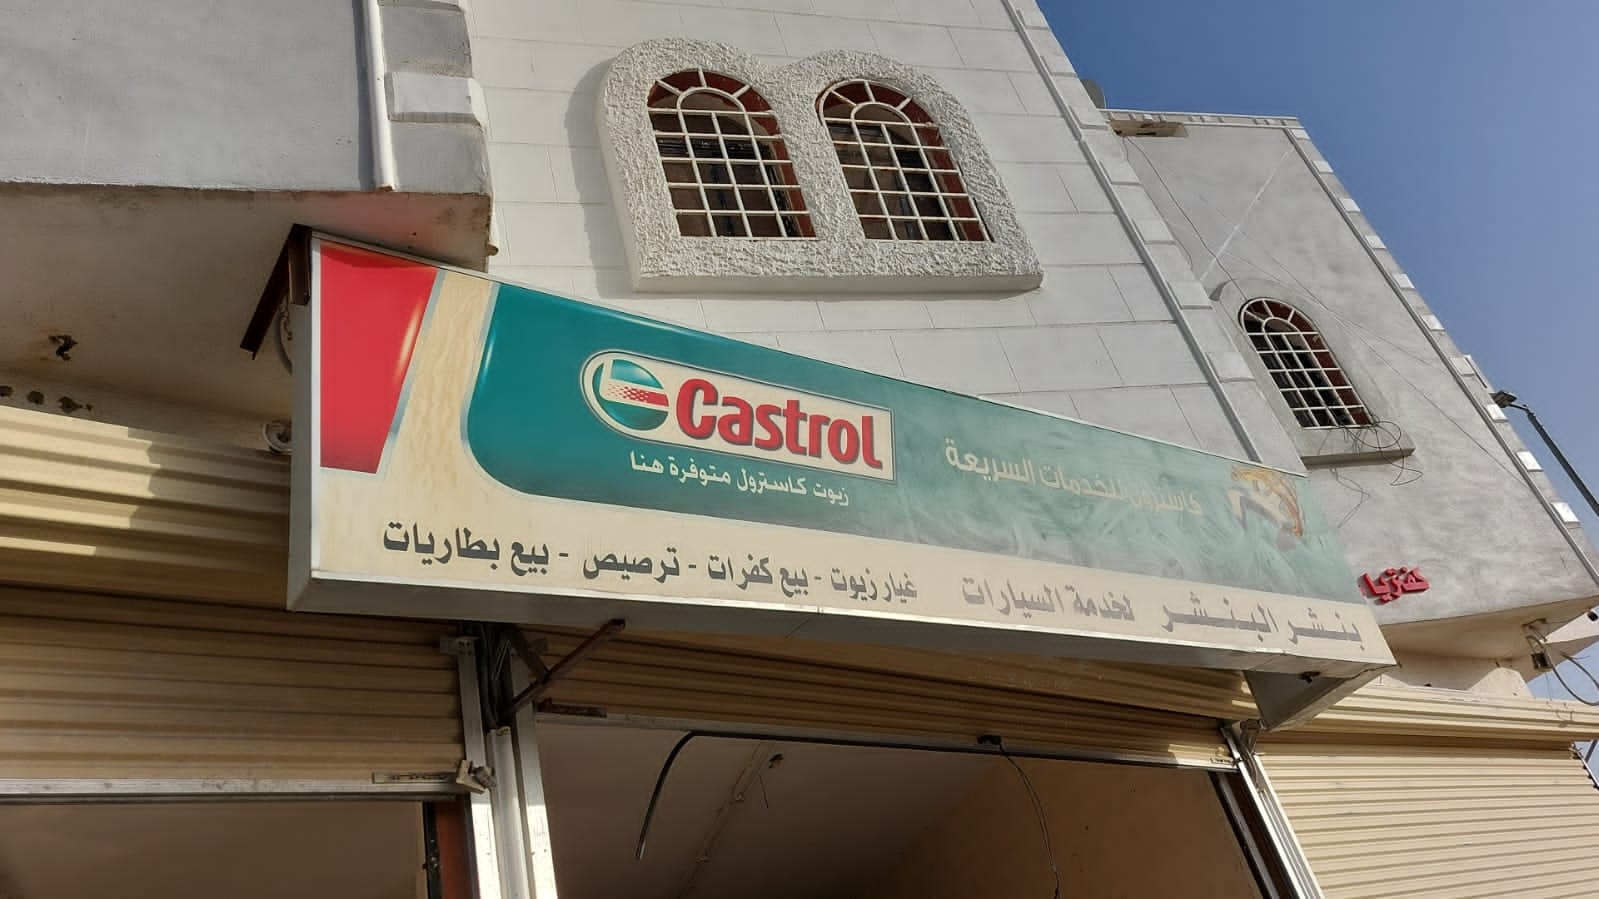 Castrol
زيوت كاسترول متوفرة هنا
كاسترول للخدمات السريعة
بنشر البنشر لخدمة السيارات
غيار زيوت - بيع كفرات - ترصيص - بيع بطاريات